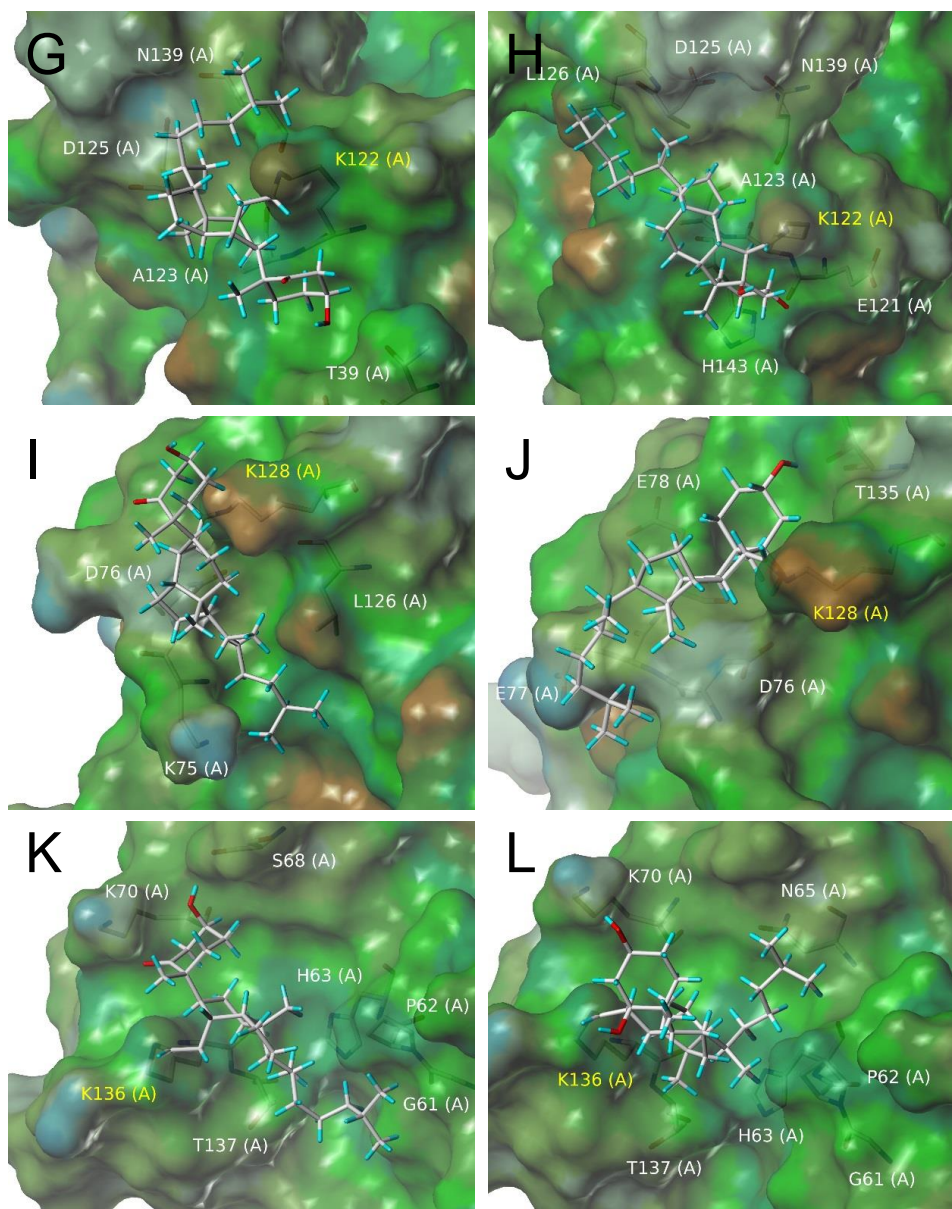 G
N139 (A)
D125 (A)
K122 (A)
A123 (A)
T39 (A)
H
D125 (A)
L126 (A)
N139 (A)
A123 (A)
K122 (A)
E121 (A)
H143 (A)
I
K128 (A)
D76 (A)
L126 (A)
K75 (A)
J
E78 (A)
T135 (A)
K128 (A)
E77 (A)
D76 (A)
K
S68 (A)
K70 (A)
H63 (A)
P62 (A)
K136 (A)
G61 (A)
T137 (A)
L
K70 (A)
N65 (A)
K136 (A)
P62 (A)
H63 (A)
T137 (A)
G61 (A)